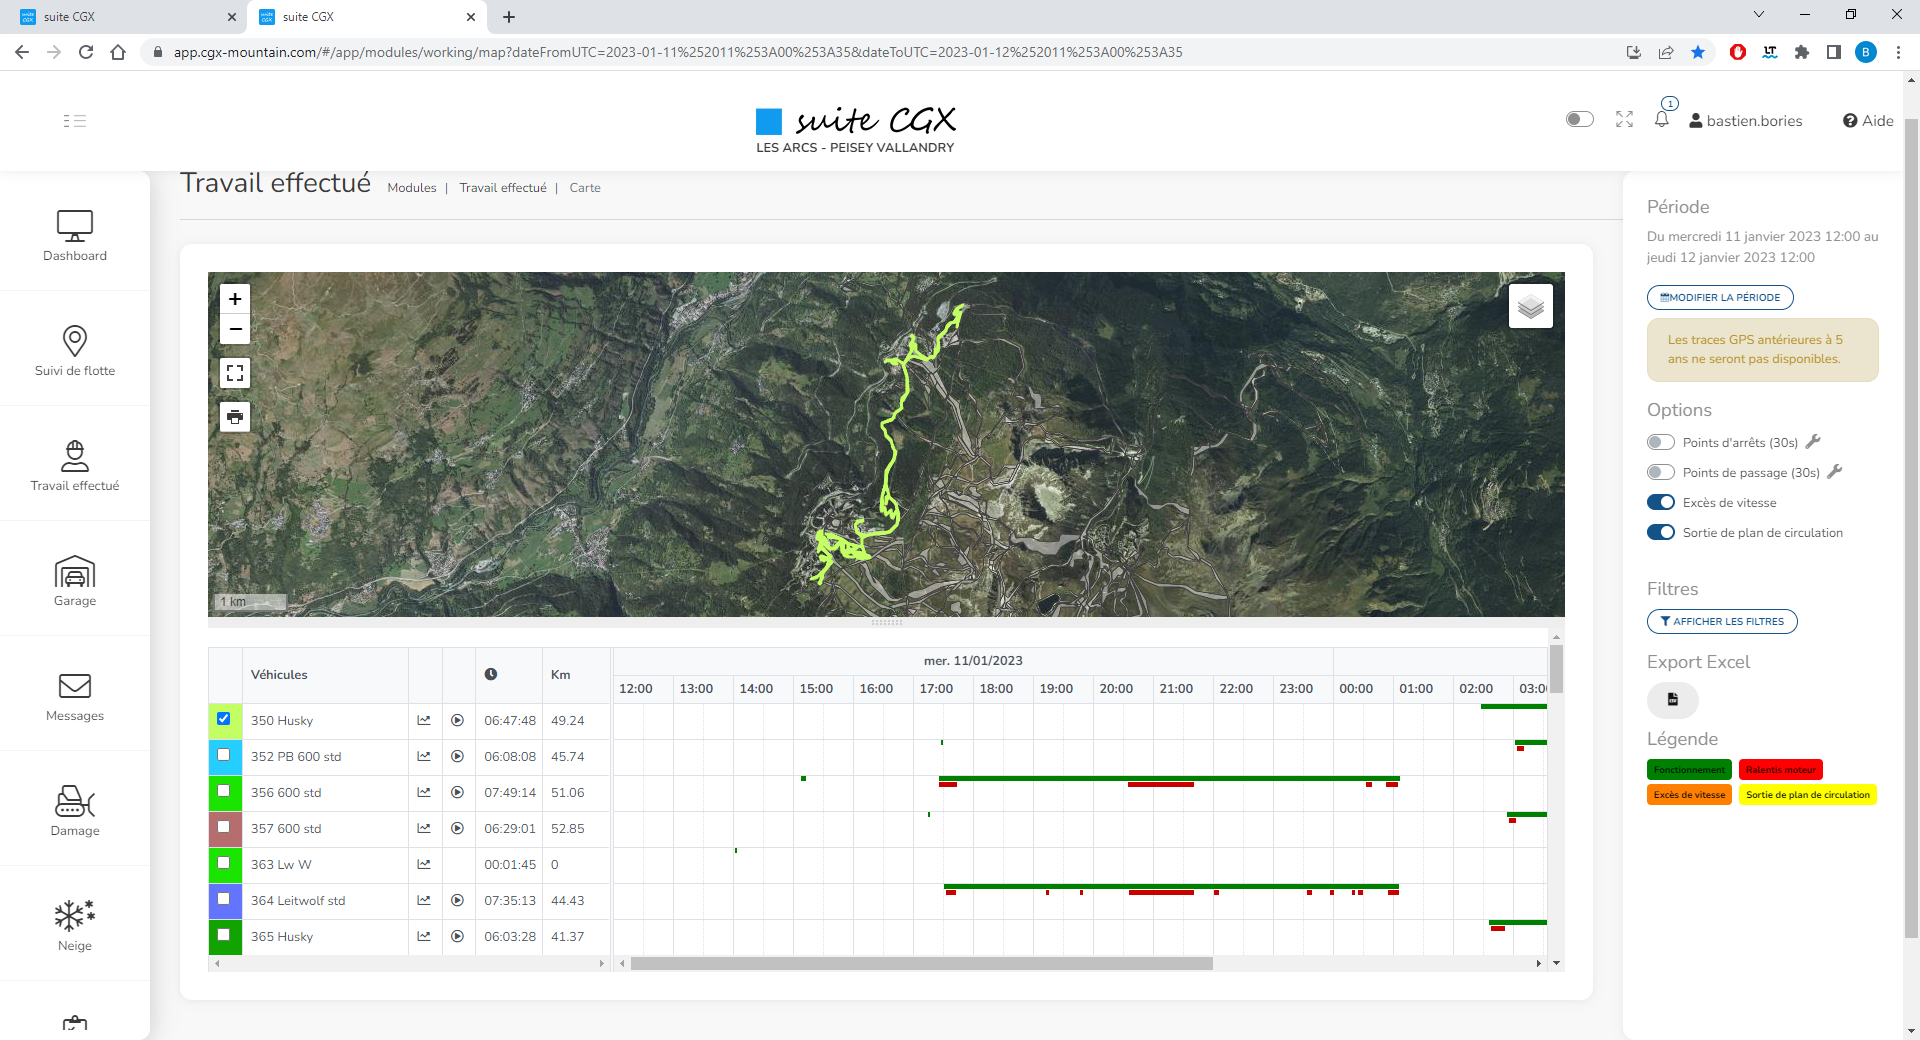 suite CGX
suite CGX
app.cgx-mountain.com/#/app/modules/working/map?dateFromUTC=2023-01-11%252011%253A00%253A35&dateToUTC=2023-01-12%252011%253A00%253A35
LT
B
suite CGX
LES ARCS - PEISEY VALLANDRY
1
bastien.bories
Aide
Travail effectué
Modules | Travail effectué | Carte
Dashboard
Suivi de flotte
Travail effectué
Garage
Messages
Damage
Neige
+
−
1 km
Période
Du mercredi 11 janvier 2023 12:00 au
jeudi 12 janvier 2023 12:00
MODIFIER LA PÉRIODE
Les traces GPS antérieures à 5
ans ne seront pas disponibles.
Options
Points d'arrêts (30s)
Points de passage (30s)
Excès de vitesse
Sortie de plan de circulation
Filtres
AFFICHER LES FILTRES
Export Excel
Légende
Fonctionnement
Ralentis moteur
Excès de vitesse
Sortie de plan de circulation
Véhicules Km
mer. 11/01/2023
12:00 13:00 14:00 15:00 16:00 17:00 18:00 19:00 20:00 21:00 22:00 23:00 00:00 01:00 02:00 03:00
350 Husky 06:47:48 49.24
352 PB 600 std 06:08:08 45.74
356 600 std 07:49:14 51.06
357 600 std 06:29:01 52.85
363 Lw W 00:01:45 0
364 Leitwolf std 07:35:13 44.43
365 Husky 06:03:28 41.37